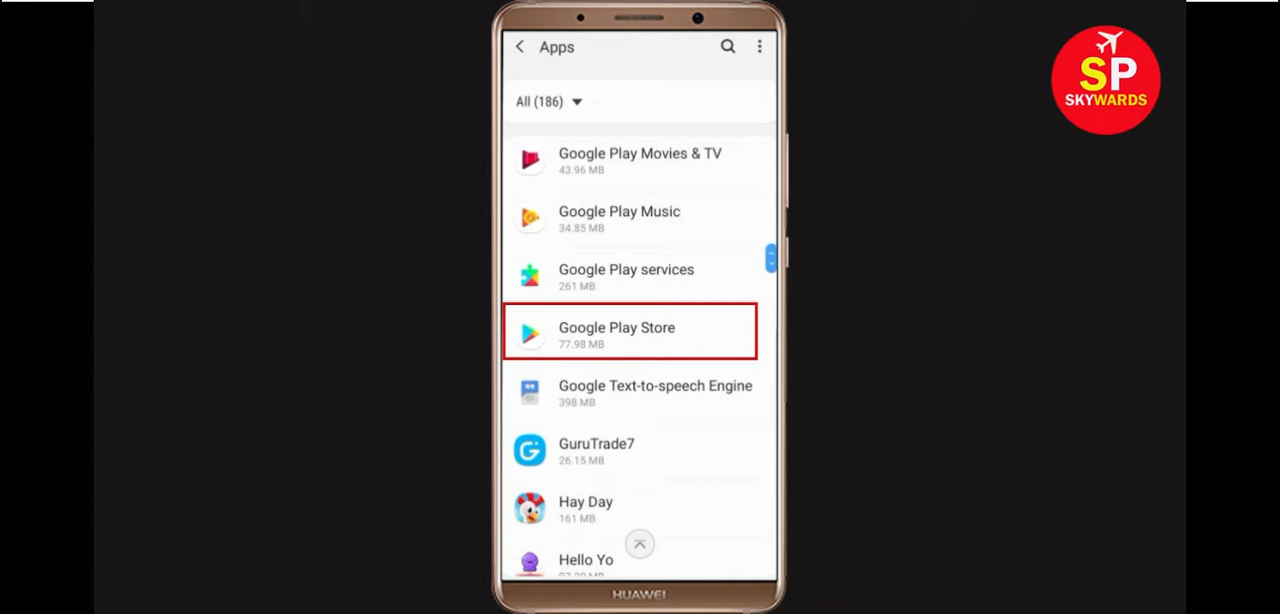 Apps
All (186)
Google Play Movies & TV
43.96 MB
Google Play Music
34.85 MB
Google Play services
261 MB
Google Play Store
77.98 MB
Google Text-to-speech Engine
398 MB
GuruTrade7
26.15 MB
Hay Day
161 MB
Hello Yo
HUAWEI
SP
SKYWARDS